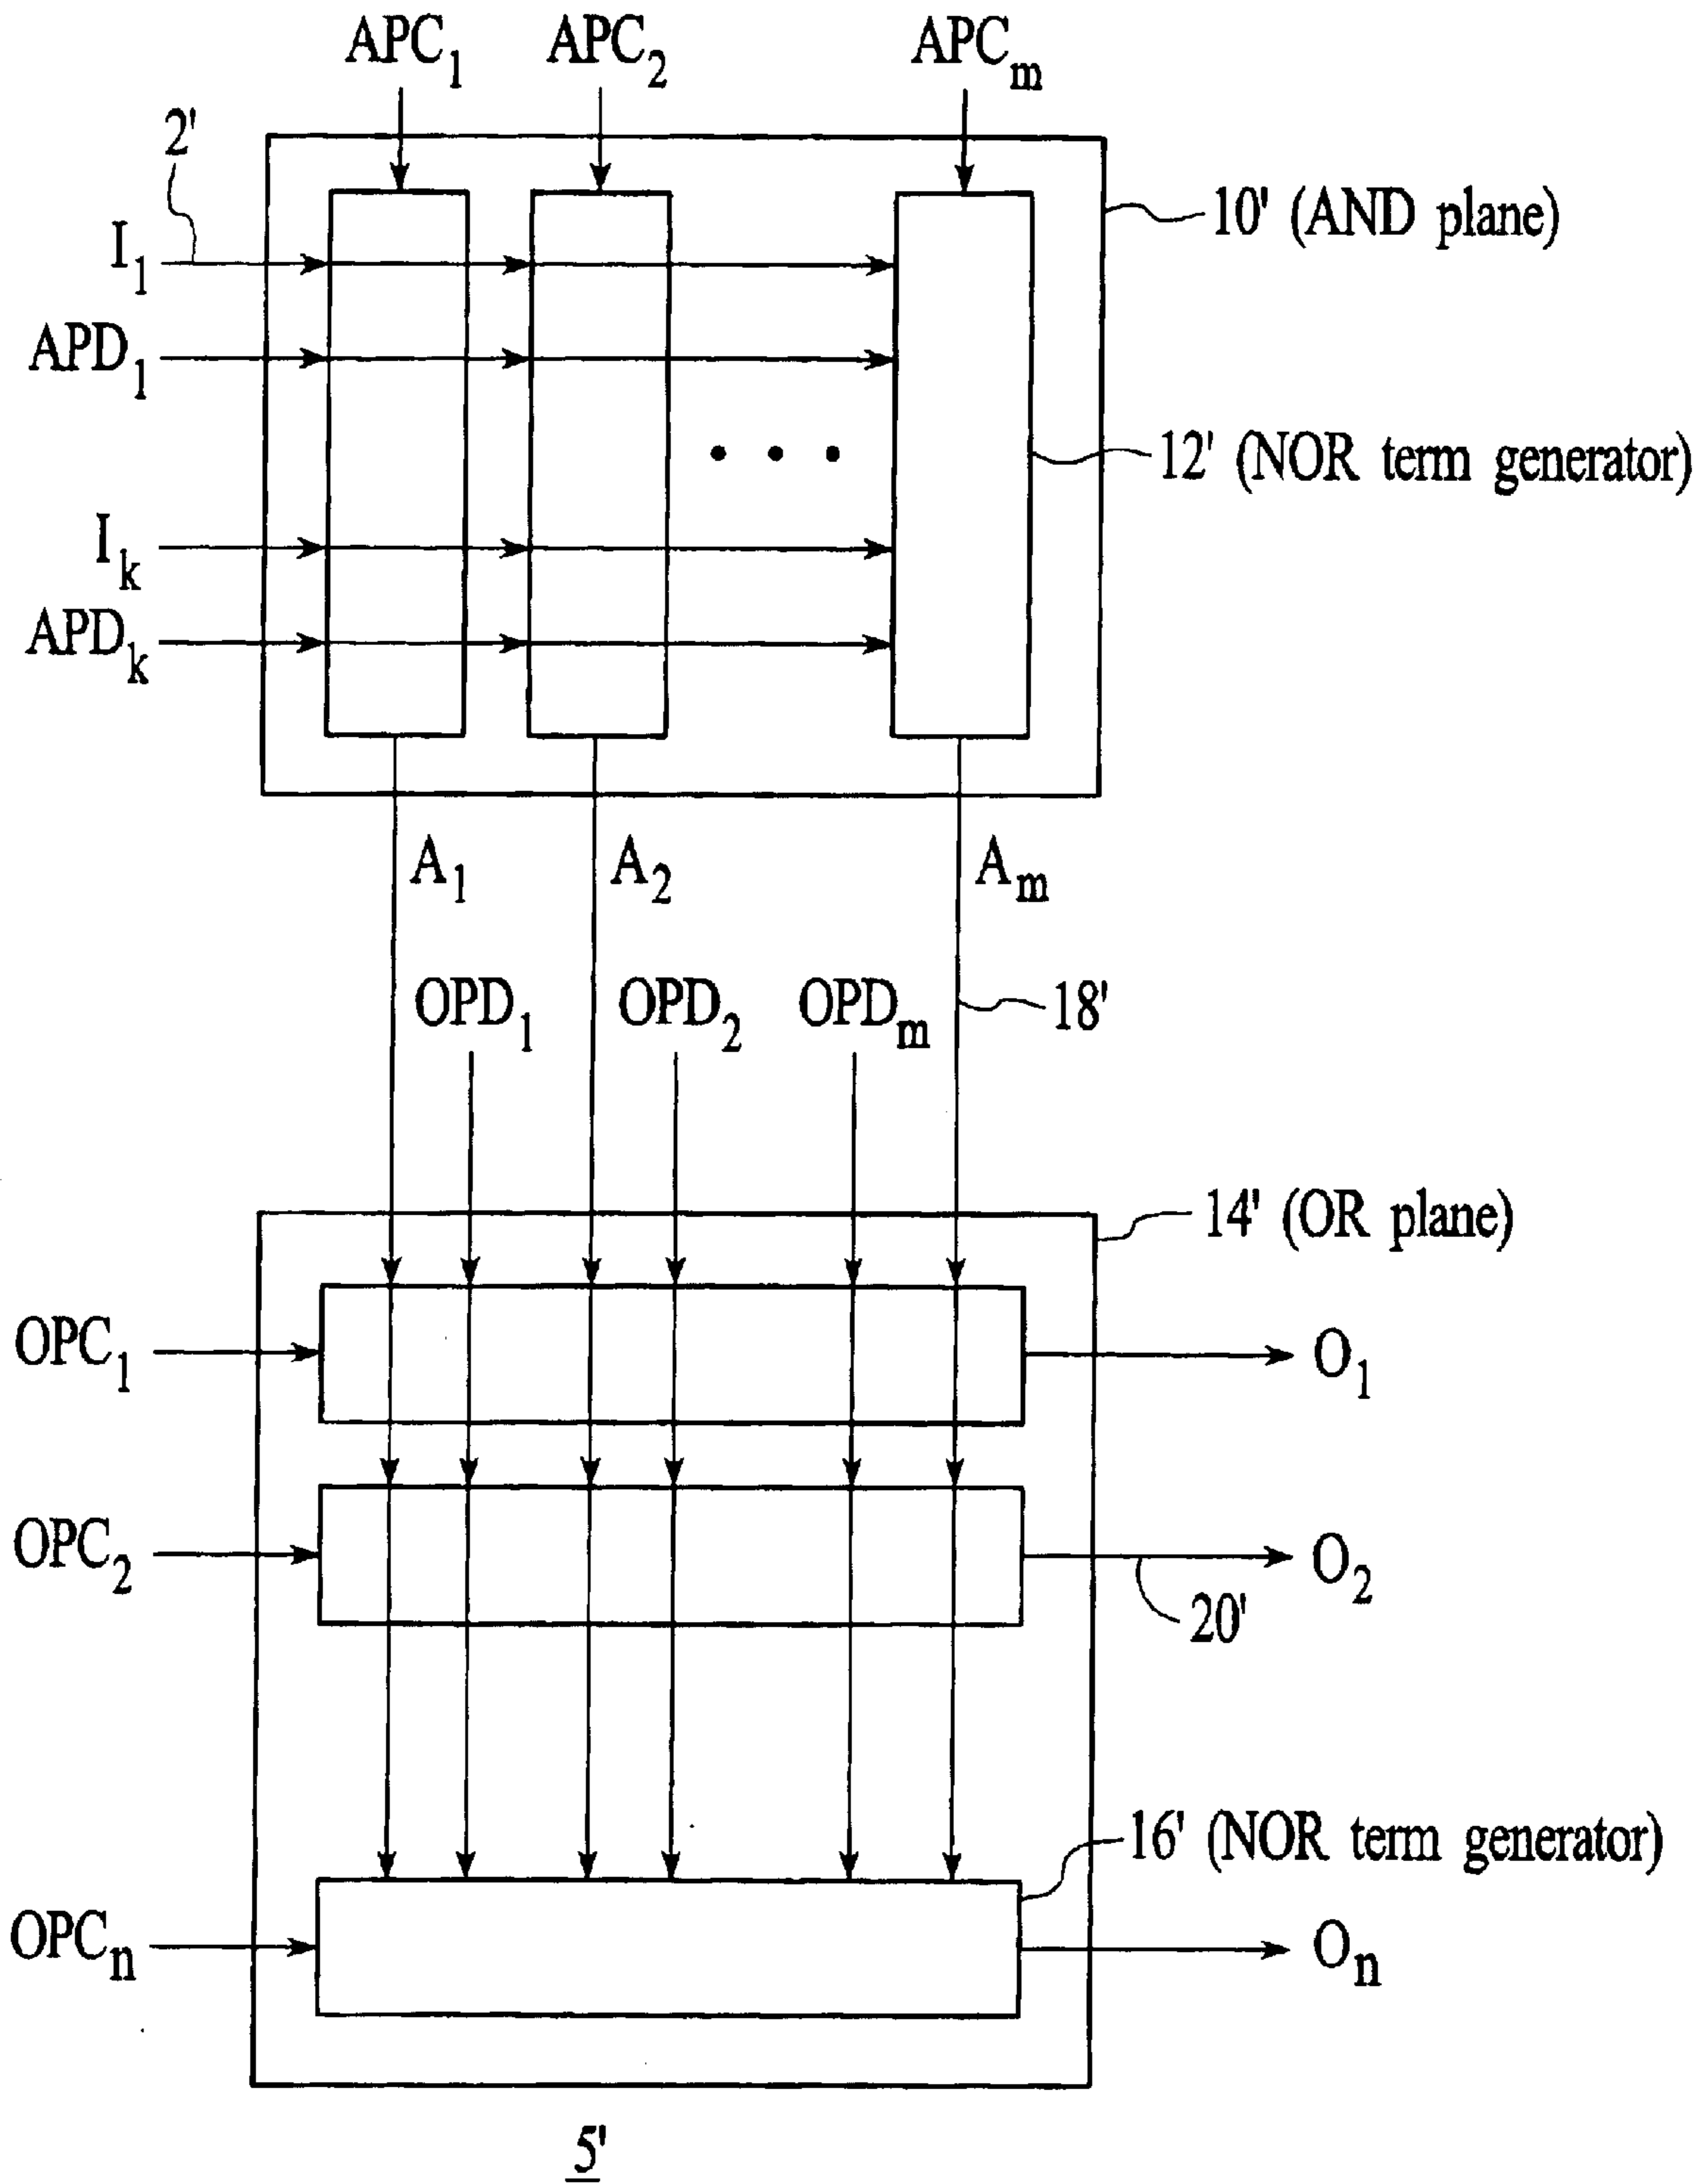 APC1 APC2 APCm
2'
10' (AND plane)
I1
APD1
12' (NOR term generator)
Ik
APDk
A1 A2 Am
OPD1 OPD2 OPDm 18'
14' (OR plane)
OPC1 O1
OPC2 O2
20'
16' (NOR term generator)
OPCn On
5'